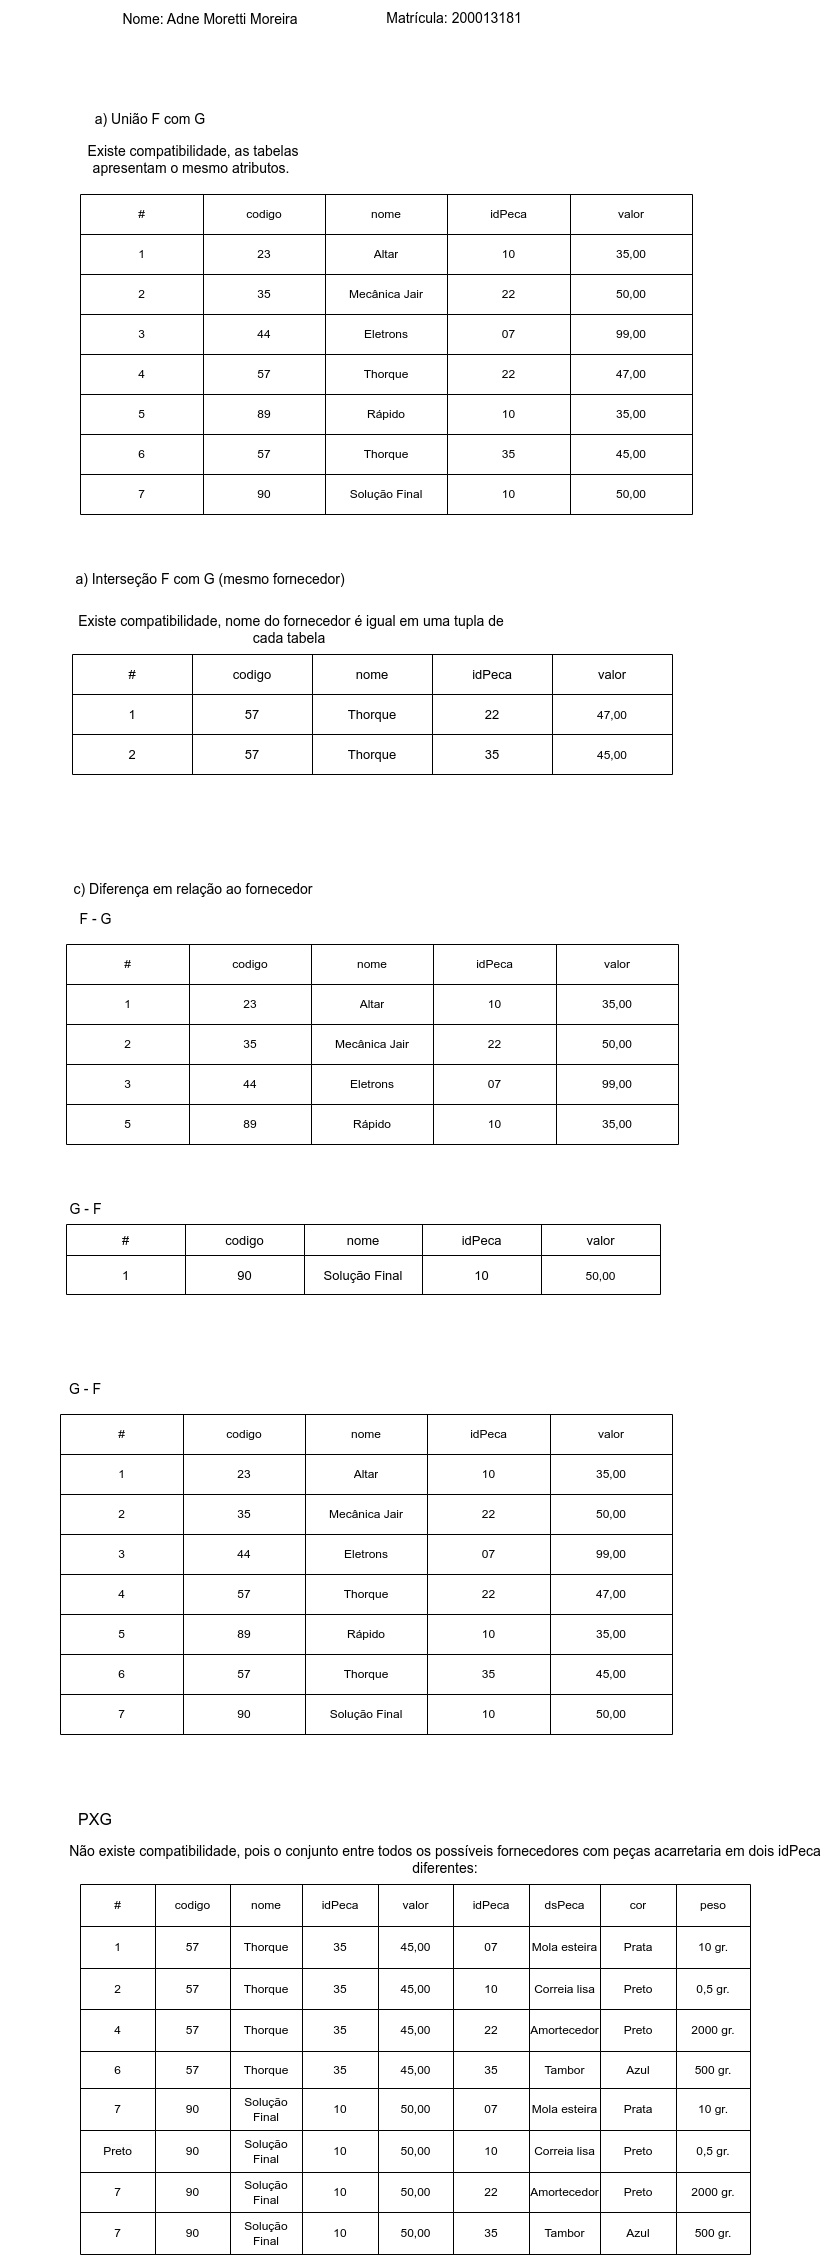 Nome: Adne Moretti Moreira Matrícula: 200013181
a) União F com G
Existe compatibilidade, as tabelas
apresentam o mesmo atributos.
# codigo nome idPeca valor
1 23 Altar 10 35,00
2 35 Mecânica Jair 22 50,00
3 44 Eletrons 07 99,00
4 57 Thorque 22 47,00
5 89 Rápido 10 35,00
6 57 Thorque 35 45,00
7 90 Solução Final 10 50,00
a) Interseção F com G (mesmo fornecedor)
Existe compatibilidade, nome do fornecedor é igual em uma tupla de
cada tabela
# codigo nome idPeca valor
1 57 Thorque 22 47,00
2 57 Thorque 35 45,00
c) Diferença em relação ao fornecedor
F - G
# codigo nome idPeca valor
1 23 Altar 10 35,00
2 35 Mecânica Jair 22 50,00
3 44 Eletrons 07 99,00
5 89 Rápido 10 35,00
G - F
# codigo nome idPeca valor
1 90 Solução Final 10 50,00
G - F
# codigo nome idPeca valor
1 23 Altar 10 35,00
2 35 Mecânica Jair 22 50,00
3 44 Eletrons 07 99,00
4 57 Thorque 22 47,00
5 89 Rápido 10 35,00
6 57 Thorque 35 45,00
7 90 Solução Final 10 50,00
PXG
Não existe compatibilidade, pois o conjunto entre todos os possíveis fornecedores com peças acarretaria em dois idPeca
diferentes:
# codigo nome idPeca valor idPeca dsPeca cor peso
1 57 Thorque 35 45,00 07 Mola esteira Prata 10 gr.
2 57 Thorque 35 45,00 10 Correia lisa Preto 0,5 gr.
4 57 Thorque 35 45,00 22 Amortecedor Preto 2000 gr.
6 57 Thorque 35 45,00 35 Tambor Azul 500 gr.
7 90 Solução Final 10 50,00 07 Mola esteira Prata 10 gr.
Preto 90 Solução Final 10 50,00 10 Correia lisa Preto 0,5 gr.
7 90 Solução Final 10 50,00 22 Amortecedor Preto 2000 gr.
7 90 Solução Final 10 50,00 35 Tambor Azul 500 gr.